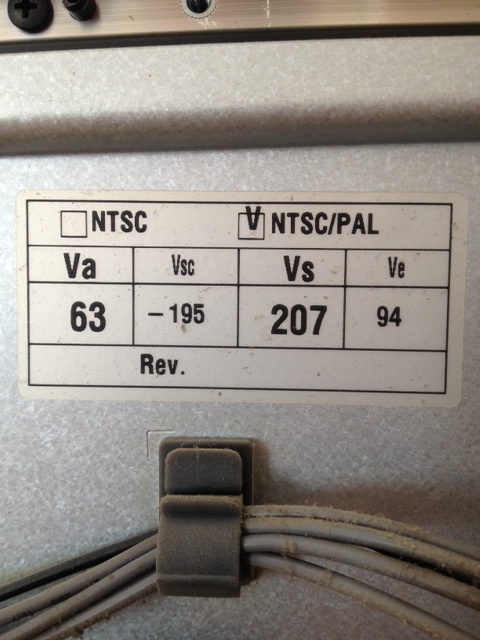 NTSC V NTSC/PAL
Va Vsc Vs Ve
63 -195 207 94
Rev.